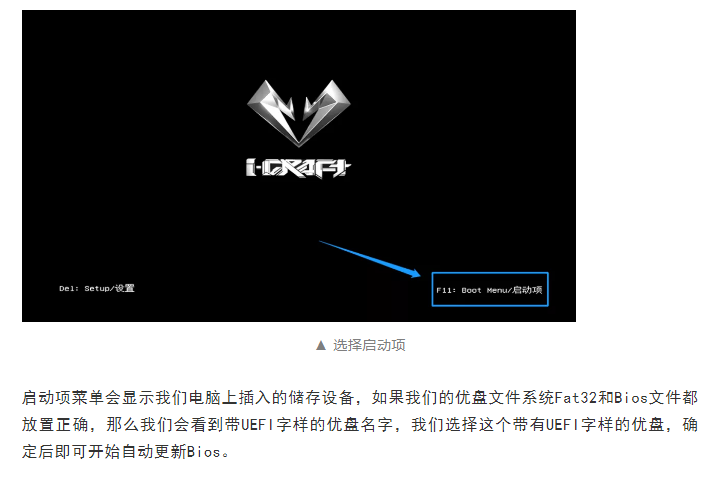 i-CRAFT
Del: Setup/设置
F11: Boot Menu/启动项
▲ 选择启动项
启动项菜单会显示我们电脑上插入的储存设备，如果我们的优盘文件系统Fat32和Bios文件都
放置正确，那么我们会看到带UEFI字样的优盘名字，我们选择这个带有UEFI字样的优盘，确
定后即可开始自动更新Bios。